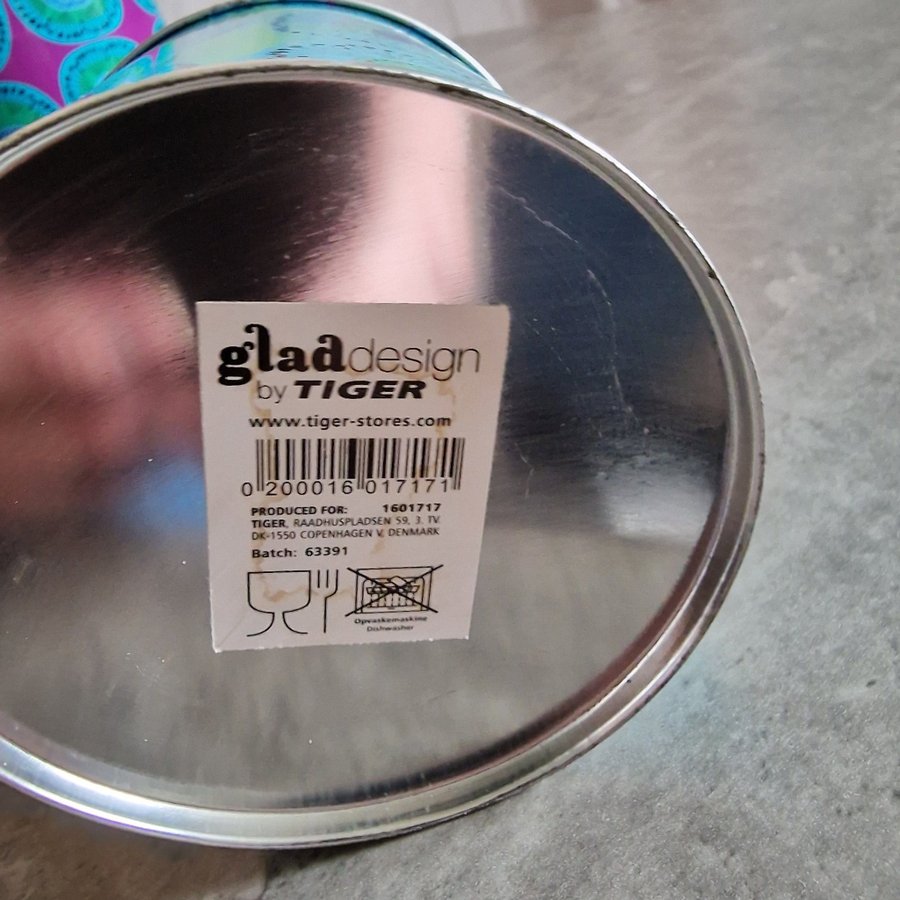 gladdesign
by TIGER
www.tiger-stores.com
0 200016 017171
PRODUCED FOR: 1601717
TIGER, RAADHUSPLADSEN 59, 3. TV.
DK-1550 COPENHAGEN V, DENMARK
Batch: 63391
Opvaskemaskine
Dishwasher